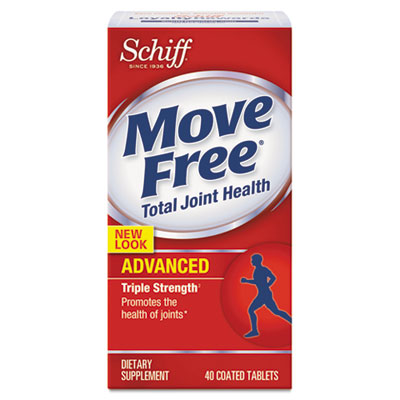 LoyaltyRewards
Schiff®
SINCE 1936
Move
Free®
Total Joint Health
NEW
LOOK
ADVANCED
Triple Strength‡
Promotes the
health of joints*
DIETARY
SUPPLEMENT
40 COATED TABLETS